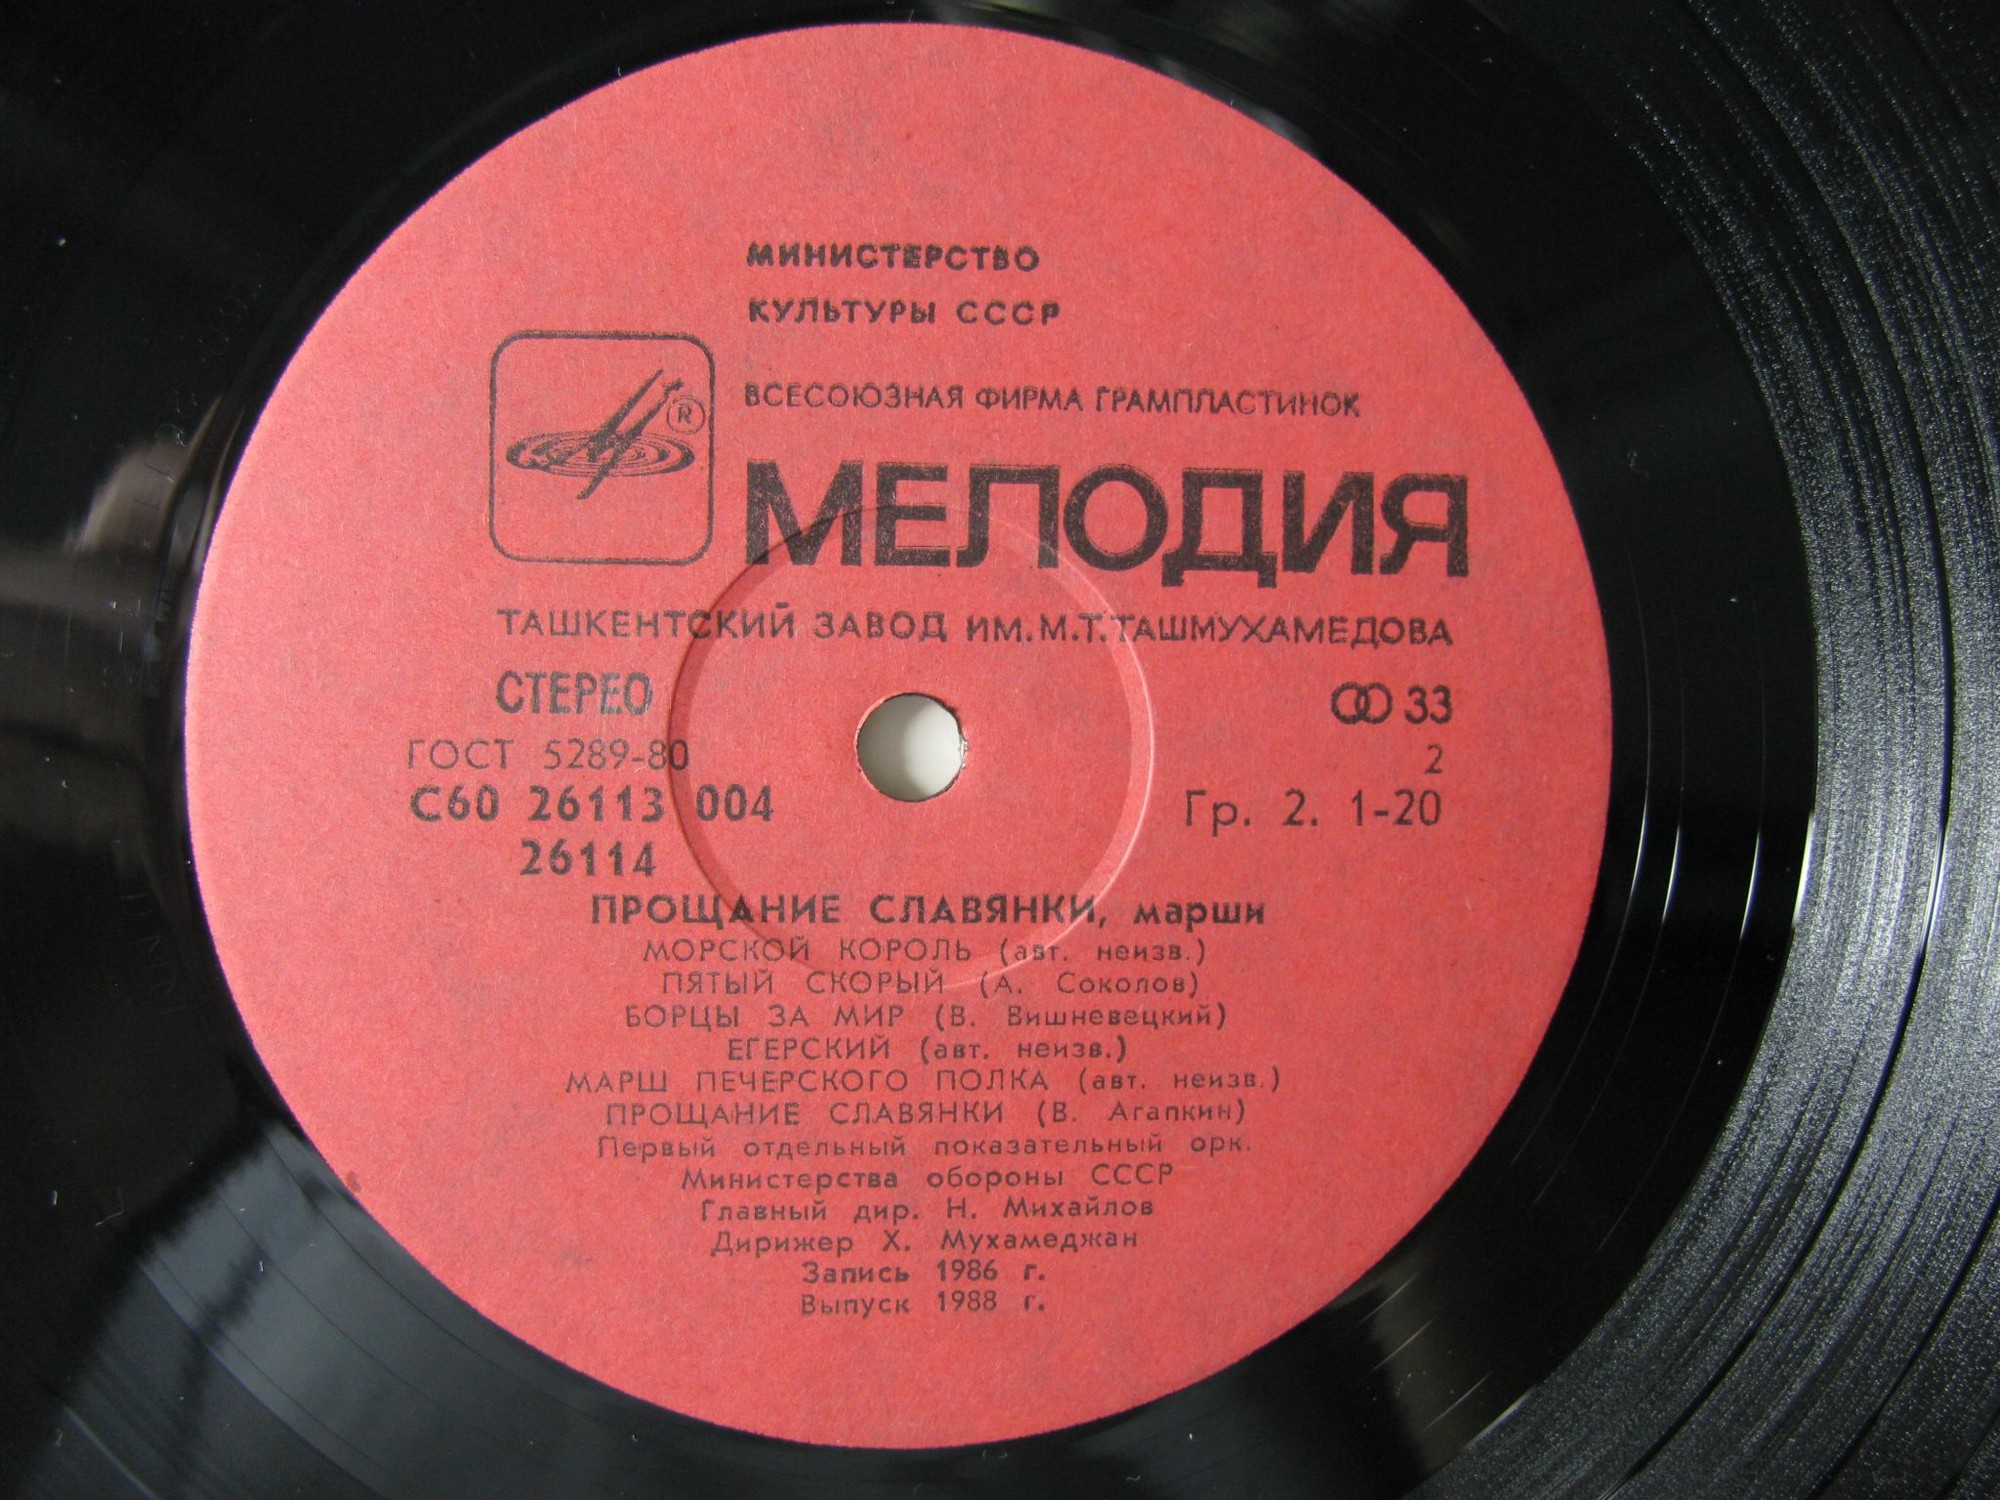 МИНИСТЕРСТВО
КУЛЬТУРЫ СССР
ВСЕСОЮЗНАЯ ФИРМА ГРАМПЛАСТИНОК
®
МЕЛОДИЯ
ТАШКЕНТСКИЙ ЗАВОД ИМ.М.Т.ТАШМУХАМЕДОВА
СТЕРЕО 33
ГОСТ 5289-80 2
С60 26113 004 Гр. 2. 1-20
26114
ПРОЩАНИЕ СЛАВЯНКИ, марши
МОРСКОЙ КОРОЛЬ (авт. неизв.)
ПЯТЫЙ СКОРЫЙ (А. Соколов)
БОРЦЫ ЗА МИР (В. Вишневецкий)
ЕГЕРСКИЙ (авт. неизв.)
МАРШ ПЕЧЕРСКОГО ПОЛКА (авт. неизв.)
ПРОЩАНИЕ СЛАВЯНКИ (В. Агапкин)
Первый отдельный показательный орк.
Министерства обороны СССР
Главный дир. Н. Михайлов
Дирижер Х. Мухамеджан
Запись 1986 г.
Выпуск 1988 г.